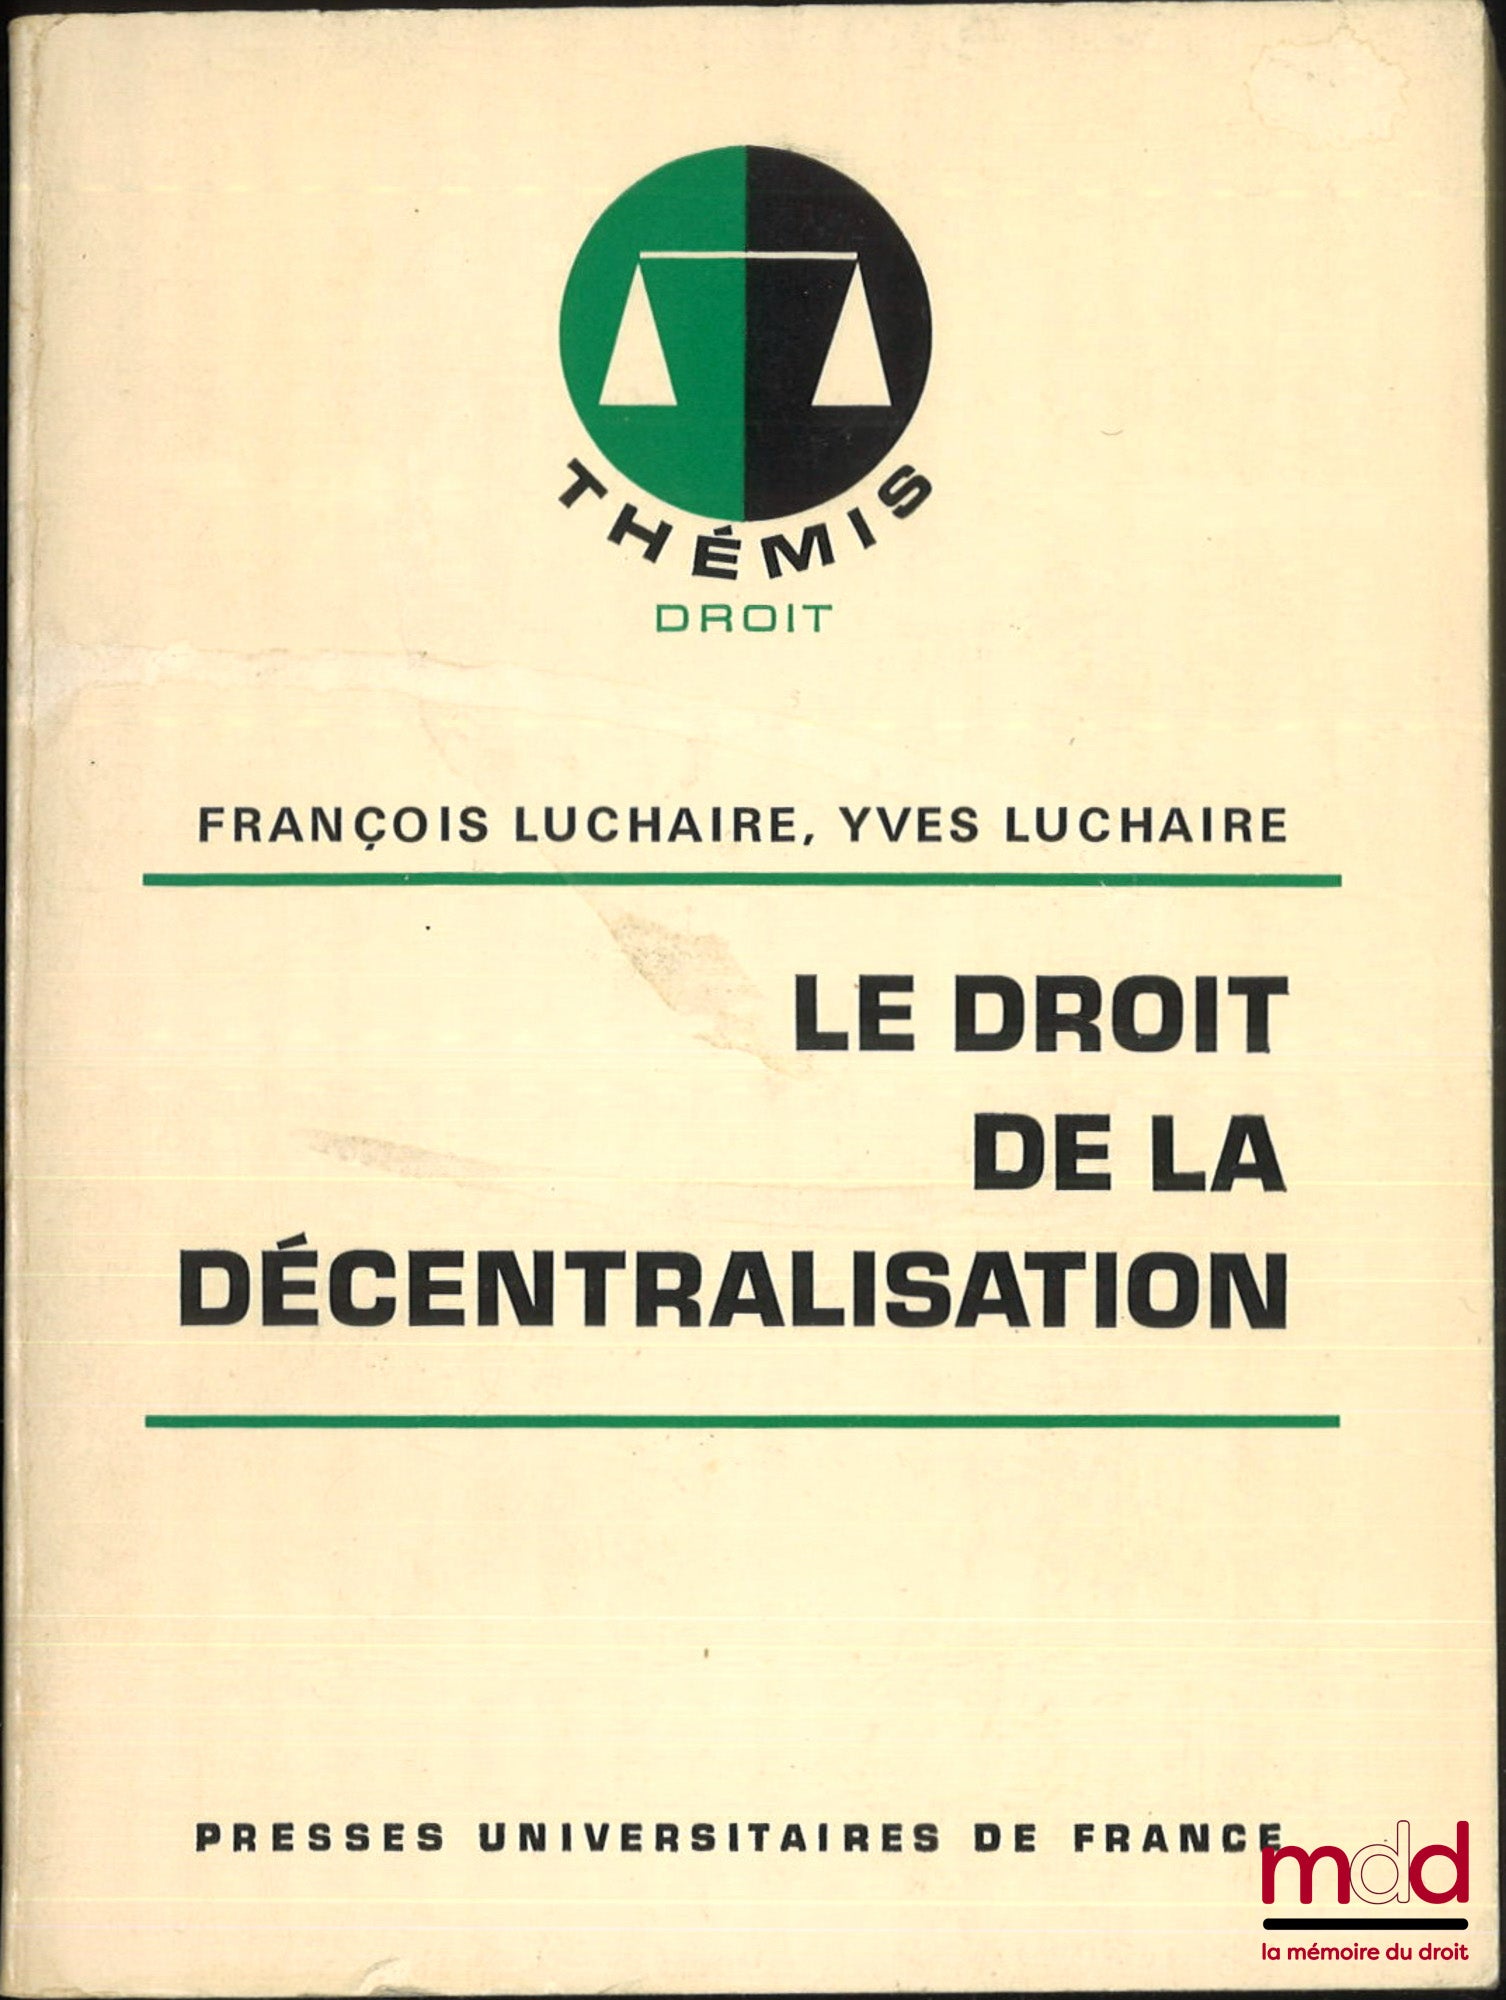 THÉMIS
DROIT
FRANÇOIS LUCHAIRE, YVES LUCHAIRE
LE DROIT
DE LA
DÉCENTRALISATION
PRESSES UNIVERSITAIRES DE FRANCE
mdd
la mémoire du droit